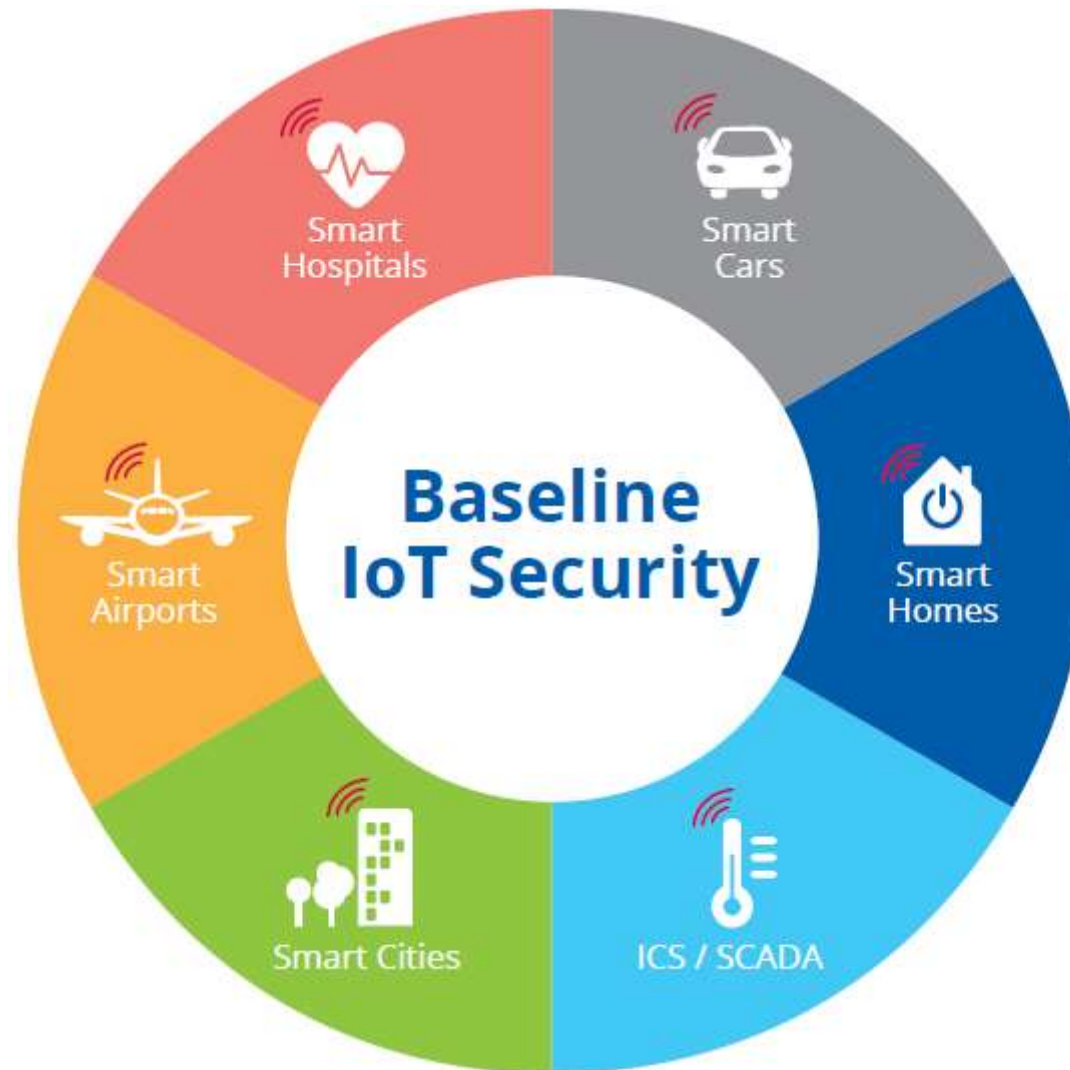 Smart
Hospitals
Smart
Cars
Smart
Airports
Baseline
IoT Security
Smart
Homes
Smart Cities
ICS / SCADA